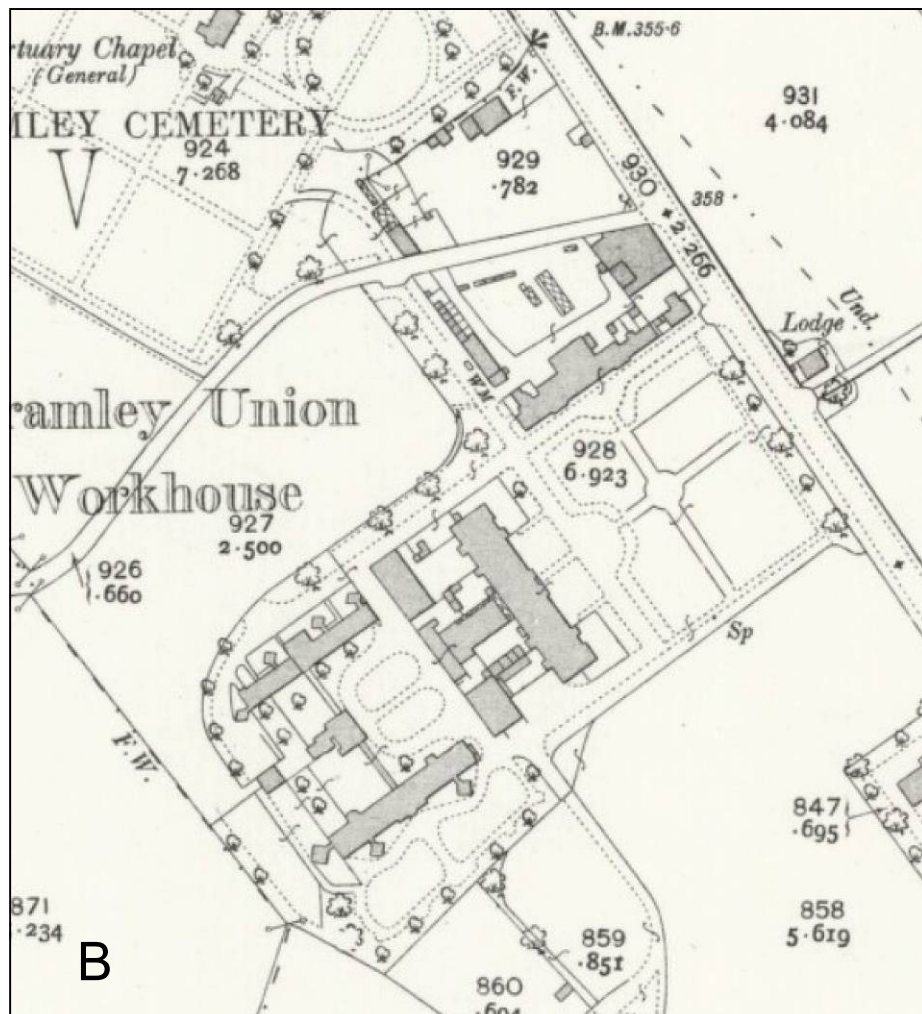 B.M.355·6
rtuary Chapel
(General)
MLEY CEMETERY
924
7·268
V
F.W.
929
·782
931
4·084
930
2·266
358
Und.
Lodge
W.M
ramley Union
Workhouse
928
6·923
927
2·500
926
·660
Sp
F.W.
847
·695
871
·234
859
·851
858
5·619
860
B